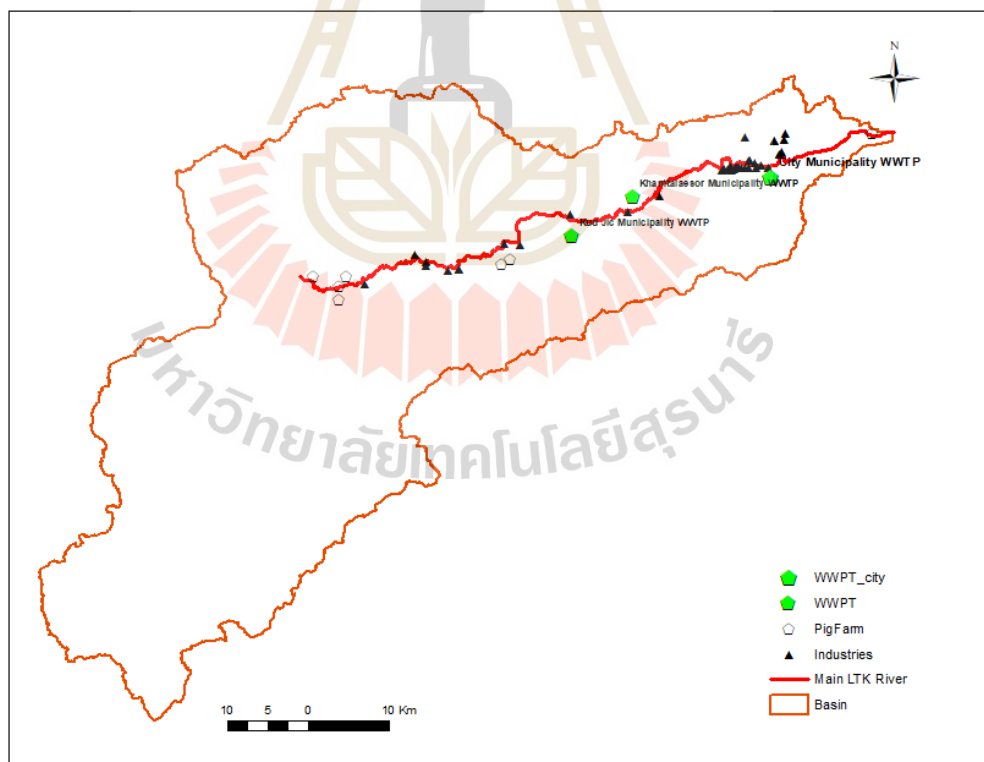 N
City Municipality WWTP
Khamtalaesor Municipality WWTP
Kud Jic Municipality WWTP
มหาวิทยาลัยเทคโนโลยีสุรนารี
WWPT_city
WWPT
PigFarm
Industries
Main LTK River
Basin
10 5 0 10 Km